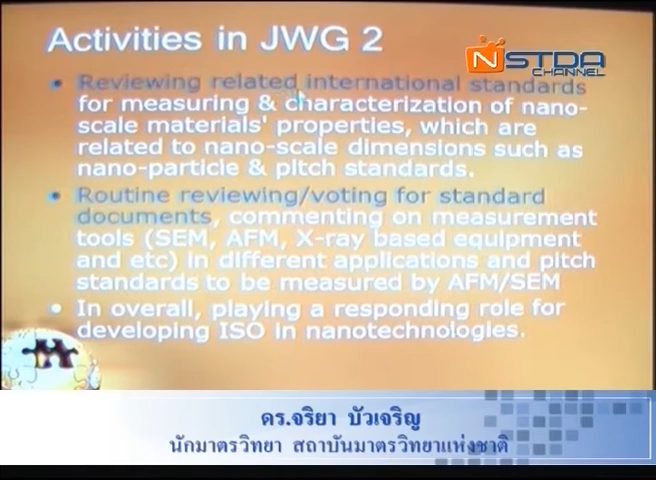 Activities in JWG 2
NSTDA
CHANNEL
• Reviewing related international standards
for measuring & characterization of nano-
scale materials' properties, which are
related to nano-scale dimensions such as
nano-particle & pitch standards.
• Routine reviewing/voting for standard
documents, commenting on measurement
tools (SEM, AFM, X-ray based equipment
and etc) in different applications and pitch
standards to be measured by AFM/SEM
• In overall, playing a responding role for
developing ISO in nanotechnologies.
ดร.จริยา บัวเจริญ
นักมาตรวิทยา สถาบันมาตรวิทยาแห่งชาติ